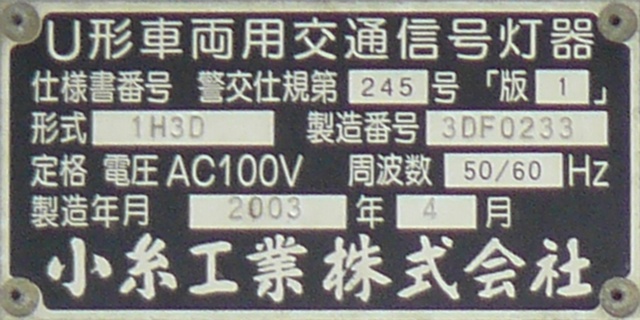 U形車両用交通信号灯器
仕様書番号 警交仕規第 245 号 「版 1 」
形式 1H3D 製造番号 3DF0233
定格 電圧 AC100V 周波数 50/60 Hz
製造年月 2003 年 4 月
小糸工業株式会社